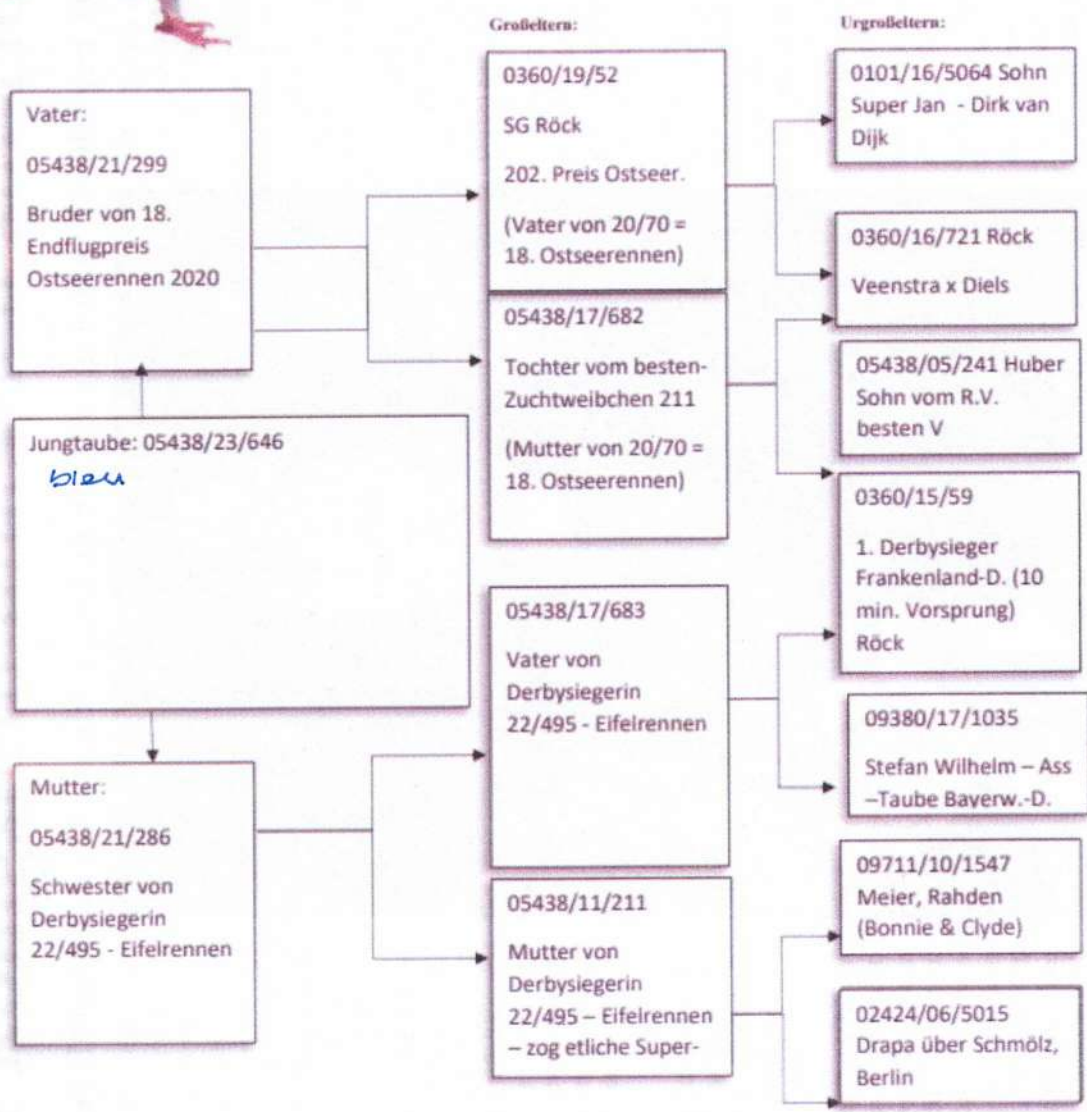 Großeltern:
Urgroßeltern:
Vater:
05438/21/299
Bruder von 18.
Endflugpreis
Ostseerennen 2020
Jungtaube: 05438/23/646
blau
Mutter:
05438/21/286
Schwester von
Derbysiegerin
22/495 - Eifelrennen
0360/19/52
SG Röck
202. Preis Ostseer.
(Vater von 20/70 =
18. Ostseerennen)
05438/17/682
Tochter vom besten-
Zuchtweibchen 211
(Mutter von 20/70 =
18. Ostseerennen)
05438/17/683
Vater von
Derbysiegerin
22/495 - Eifelrennen
05438/11/211
Mutter von
Derbysiegerin
22/495 – Eifelrennen
– zog etliche Super-
0101/16/5064 Sohn
Super Jan - Dirk van
Dijk
0360/16/721 Röck
Veenstra x Diels
05438/05/241 Huber
Sohn vom R.V.
besten V
0360/15/59
1. Derbysieger
Frankenland-D. (10
min. Vorsprung)
Röck
09380/17/1035
Stefan Wilhelm – Ass
–Taube Bayerw.-D.
09711/10/1547
Meier, Rahden
(Bonnie & Clyde)
02424/06/5015
Drapa über Schmölz,
Berlin